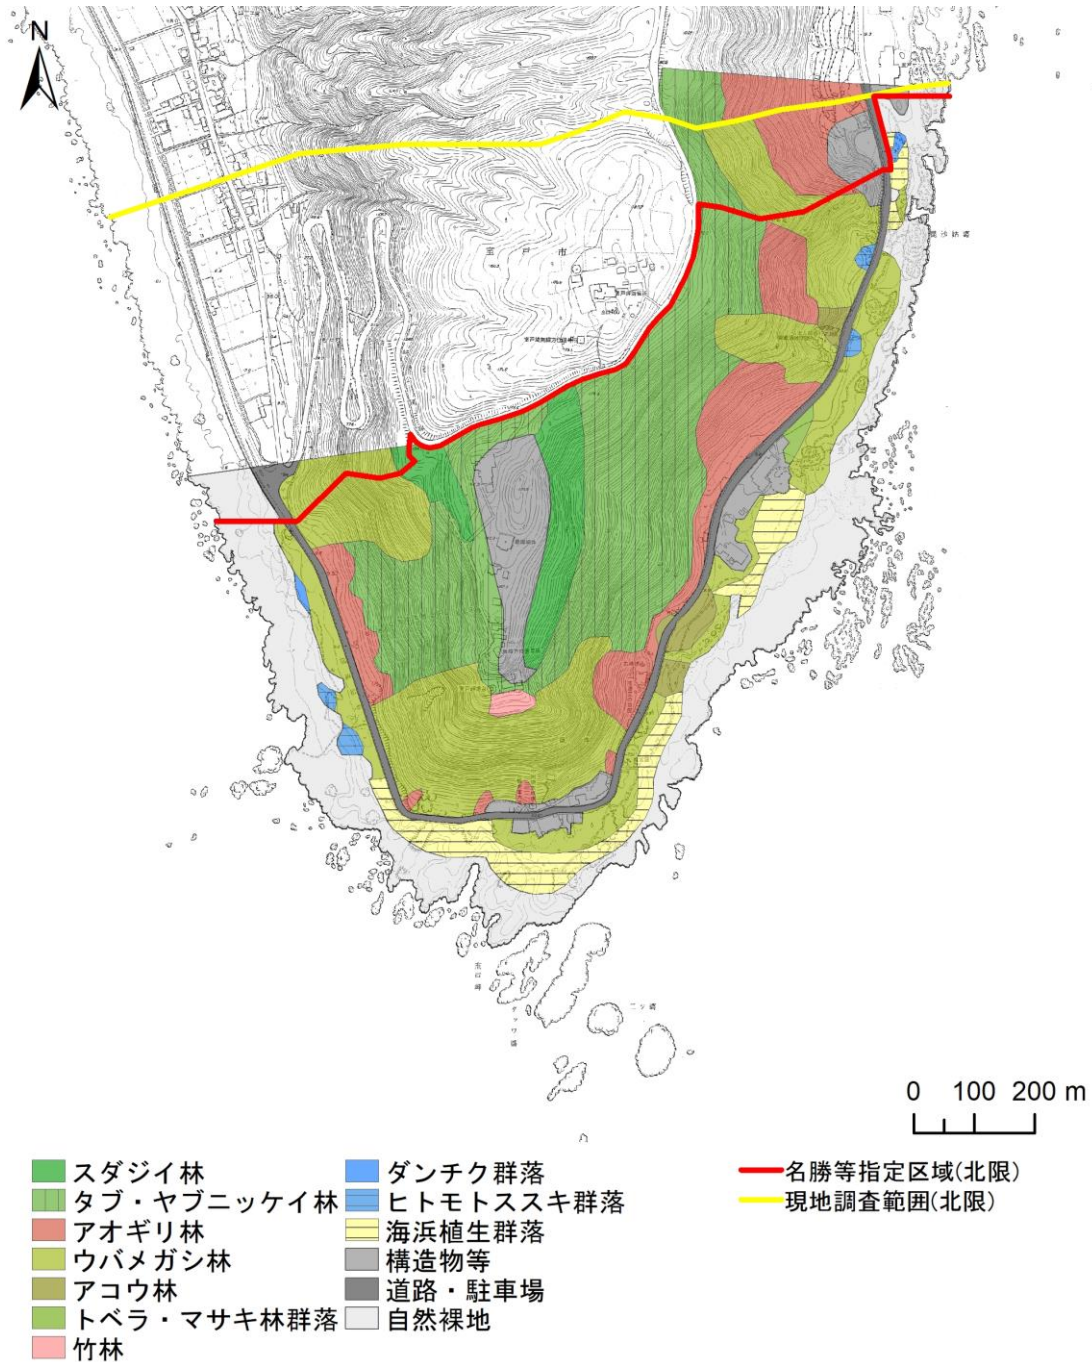 N
室戸市
0 100 200 m
スダジイ林
タブ・ヤブニッケイ林
アオギリ林
ウバメガシ林
アコウ林
トベラ・マサキ林群落
竹林
ダンチク群落
ヒトモトススキ群落
海浜植生群落
構造物等
道路・駐車場
自然裸地
名勝等指定区域(北限)
現地調査範囲(北限)